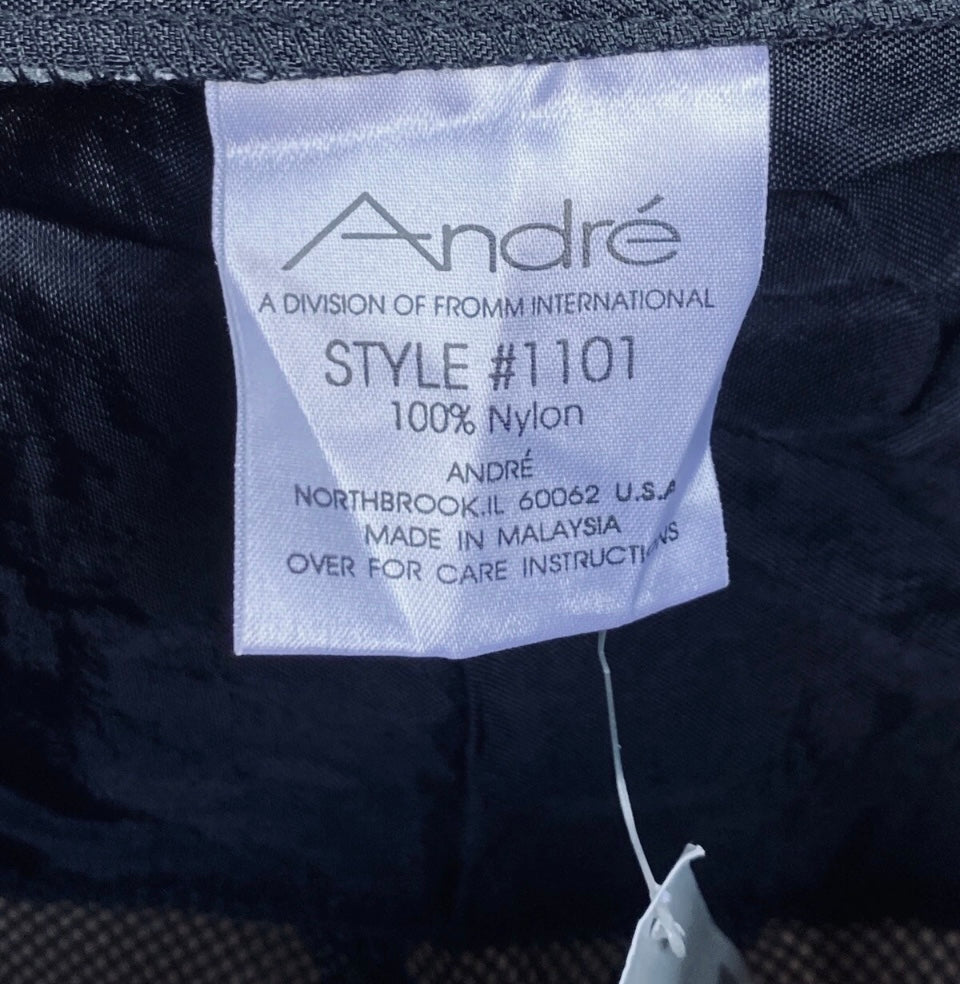 André
A DIVISION OF FROMM INTERNATIONAL
STYLE #1101
100% Nylon
ANDRÉ
NORTHBROOK,IL 60062 U.S.A
MADE IN MALAYSIA
OVER FOR CARE INSTRUCTIONS